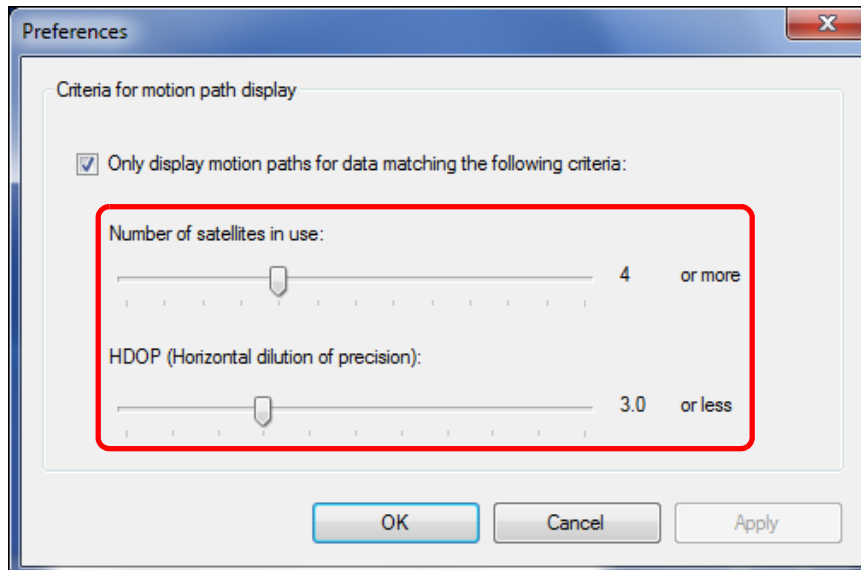 Preferences
Criteria for motion path display
Only display motion paths for data matching the following criteria:
Number of satellites in use:
4 or more
HDOP (Horizontal dilution of precision):
3.0 or less
OK Cancel Apply